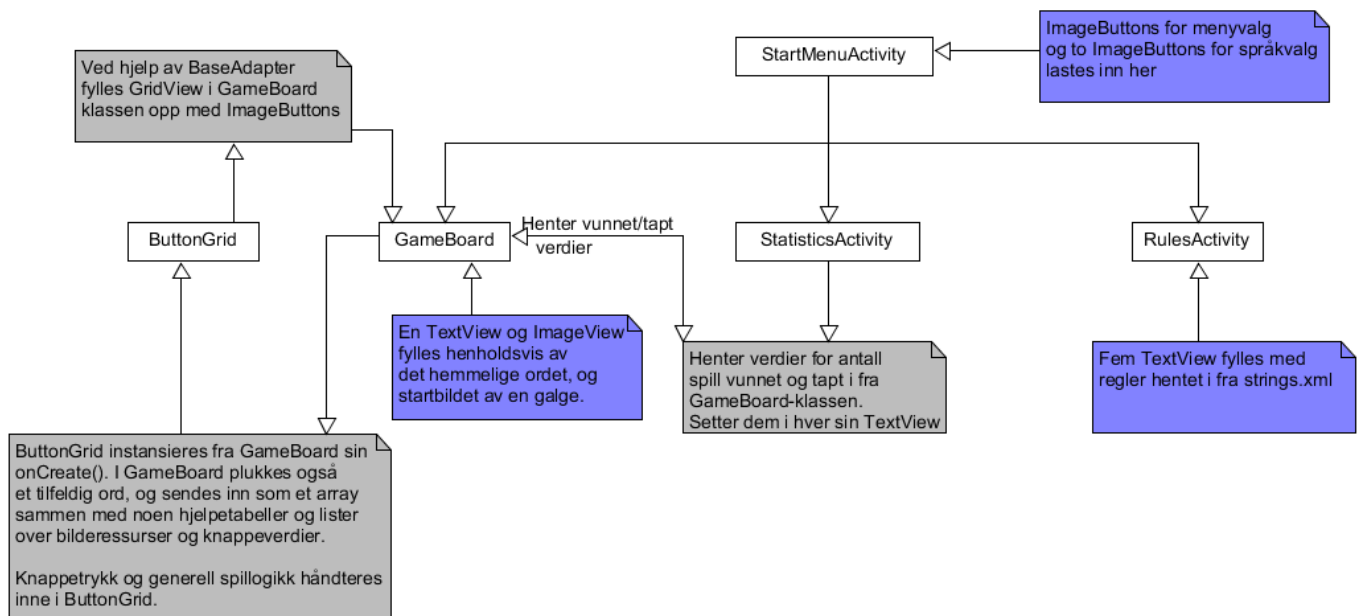 ImageButtons for menyvalg
og to ImageButtons for språkvalg
lastes inn her
StartMenuActivity
Ved hjelp av BaseAdapter
fylles GridView i GameBoard
klassen opp med ImageButtons
ButtonGrid
GameBoard
Henter vunnet/tapt
verdier
StatisticsActivity
RulesActivity
En TextView og ImageView
fylles henholdsvis av
det hemmelige ordet, og
startbildet av en galge.
Henter verdier for antall
spill vunnet og tapt i fra
GameBoard-klassen.
Setter dem i hver sin TextView
Fem TextView fylles med
regler hentet i fra strings.xml
ButtonGrid instansieres fra GameBoard sin
onCreate(). I GameBoard plukkes også
et tilfeldig ord, og sendes inn som et array
sammen med noen hjelpetabeller og lister
over bilderessurser og knappeverdier.
Knappetrykk og generell spillogikk håndteres
inne i ButtonGrid.